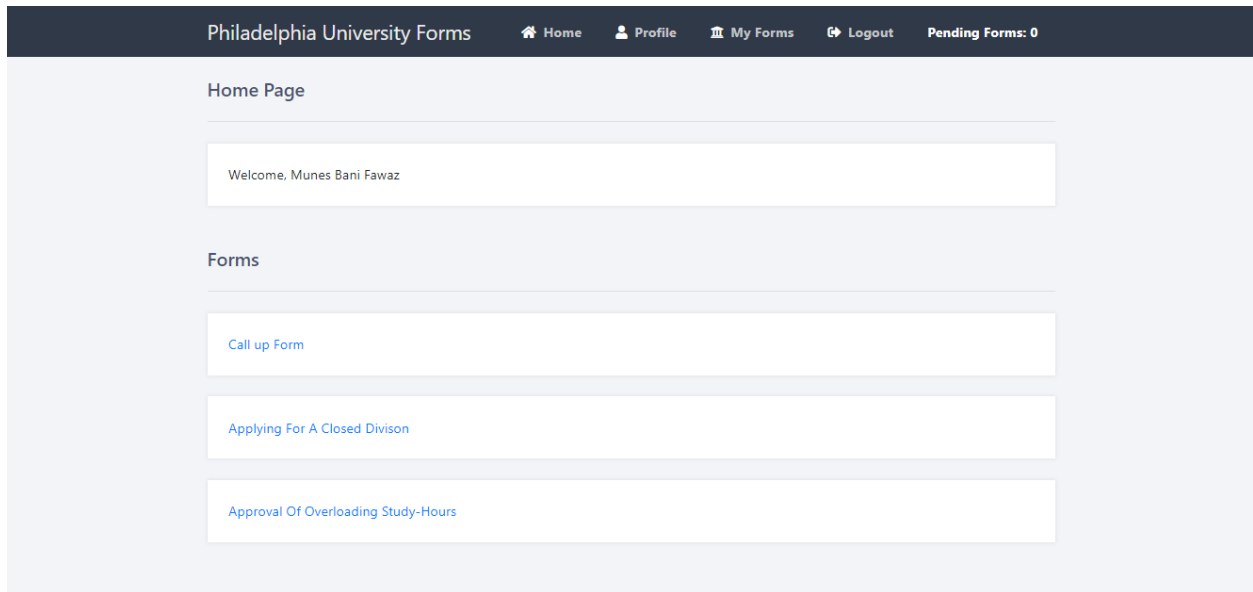 Philadelphia University Forms Home Profile My Forms Logout Pending Forms: 0
Home Page
Welcome, Munes Bani Fawaz
Forms
Call up Form
Applying For A Closed Divison
Approval Of Overloading Study-Hours